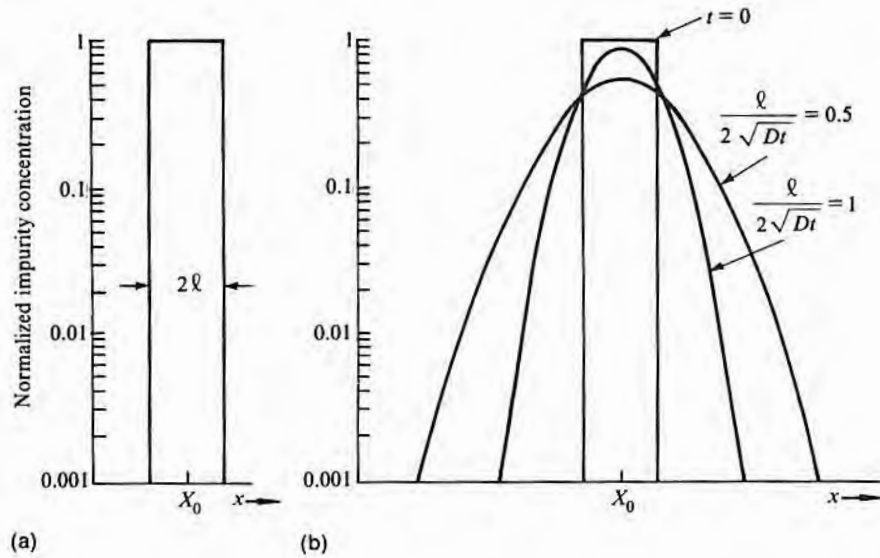 Normalized impurity concentration
1
0.1
0.01
0.001
2ℓ
X₀
x
(a)
1
0.1
0.01
0.001
t = 0
ℓ / 2 √Dt = 0.5
ℓ / 2 √Dt = 1
X₀
x
(b)